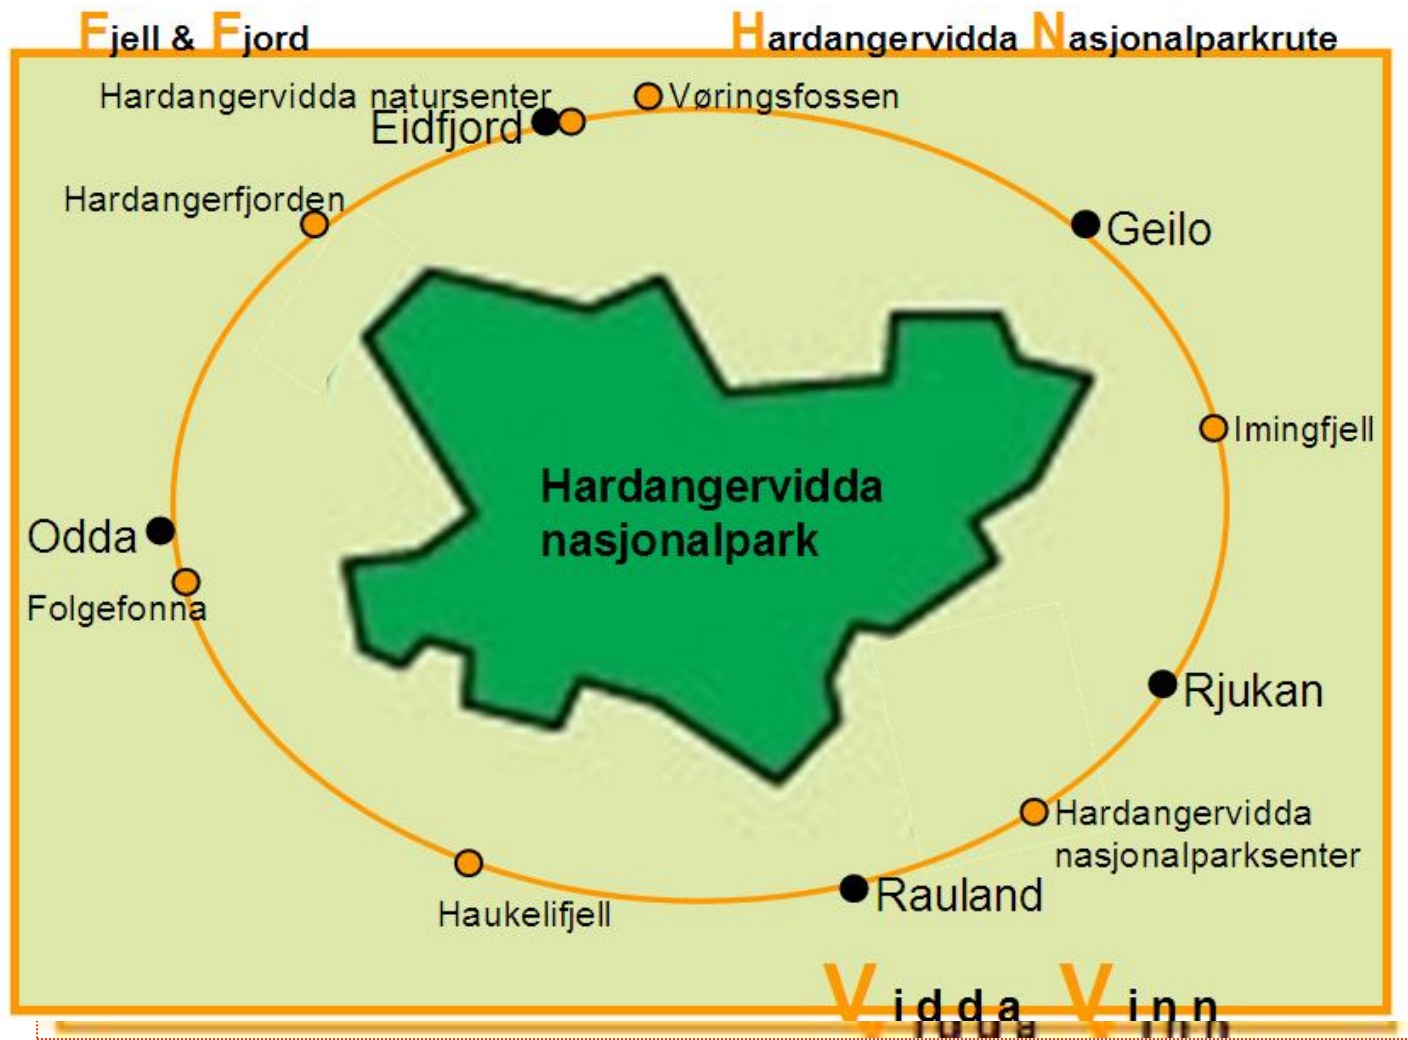 Fjell & Fjord
Hardangervidda Nasjonalparkrute
Hardangervidda natursenter
Vøringsfossen
Eidfjord
Hardangerfjorden
Geilo
Imingfjell
Hardangervidda
nasjonalpark
Odda
Folgefonna
Rjukan
Hardangervidda
nasjonalparksenter
Rauland
Haukelifjell
Vidda Vinn